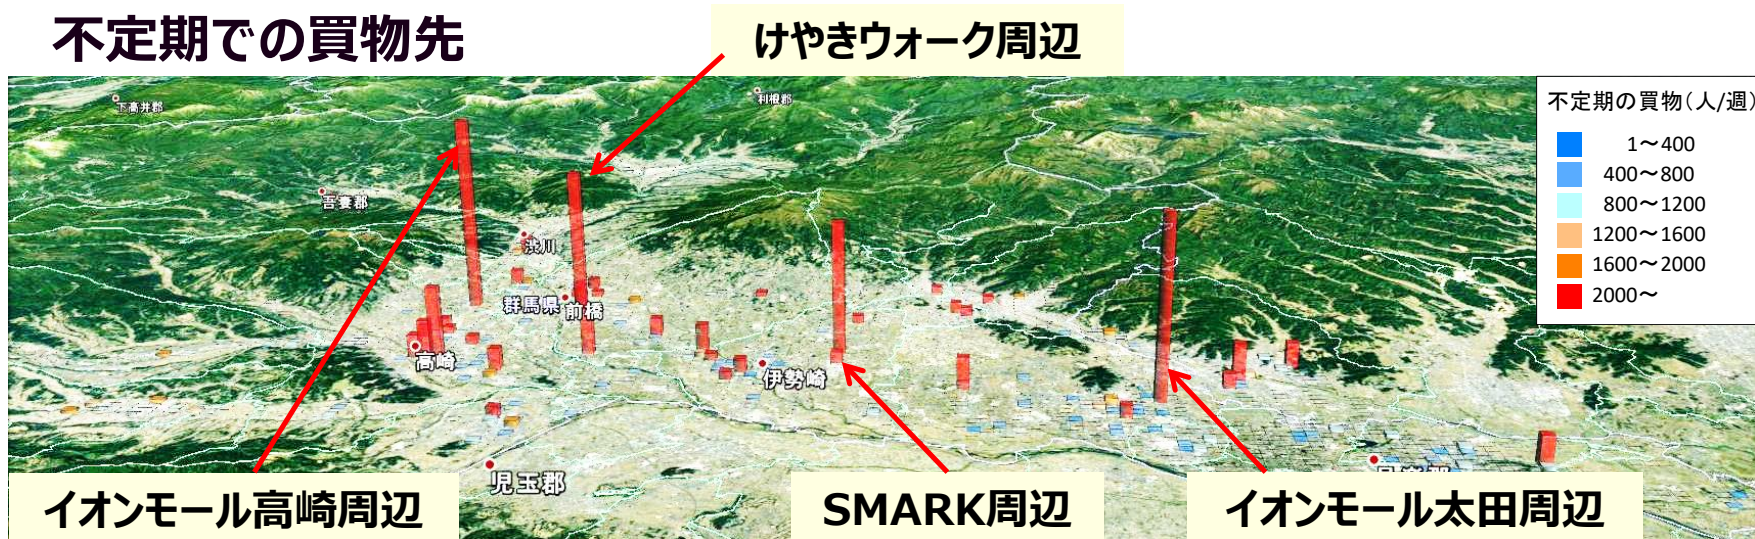 不定期での買物先
けやきウォーク周辺
下高井郡
利根郡
不定期の買物(人/週)
1～400
400～800
800～1200
1200～1600
1600～2000
2000～
吾妻郡
渋川
群馬県
前橋
高崎
伊勢崎
児玉郡
イオンモール高崎周辺
SMARK周辺
イオンモール太田周辺